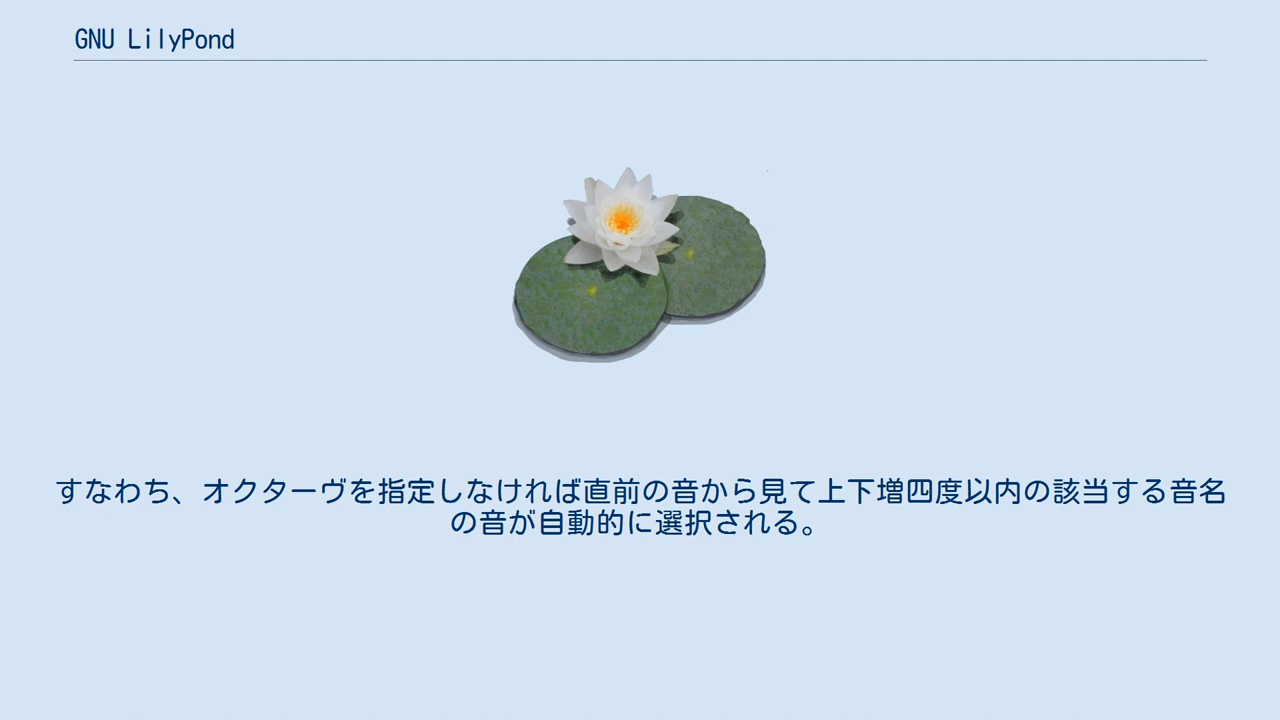 GNU LilyPond
すなわち、オクターヴを指定しなければ直前の音から見て上下増四度以内の該当する音名
の音が自動的に選択される。